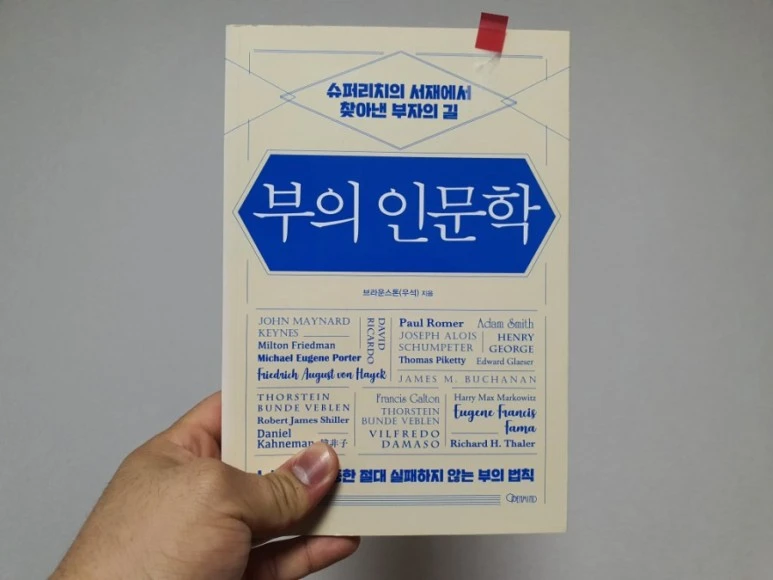 슈퍼리치의 서재에서
찾아낸 부자의 길
부의 인문학
브라운스톤(우석) 지음
JOHN MAYNARD
KEYNES
Milton Friedman
Michael Eugene Porter
Friedrich August von Hayek
DAVID
RICARDO
Paul Romer
Adam Smith
JOSEPH ALOIS
SCHUMPETER
HENRY
GEORGE
Thomas Piketty
Edward Glaeser
JAMES M. BUCHANAN
THORSTEIN
BUNDE VEBLEN
Robert James Shiller
Daniel
Kahneman
非子
Francis Galton
THORSTEIN
BUNDE VEBLEN
VILFREDO
DAMASO
Harry Max Markowitz
Eugene Francis
Fama
Richard H. Thaler
절대 실패하지 않는 부의 법칙
OPENMIND